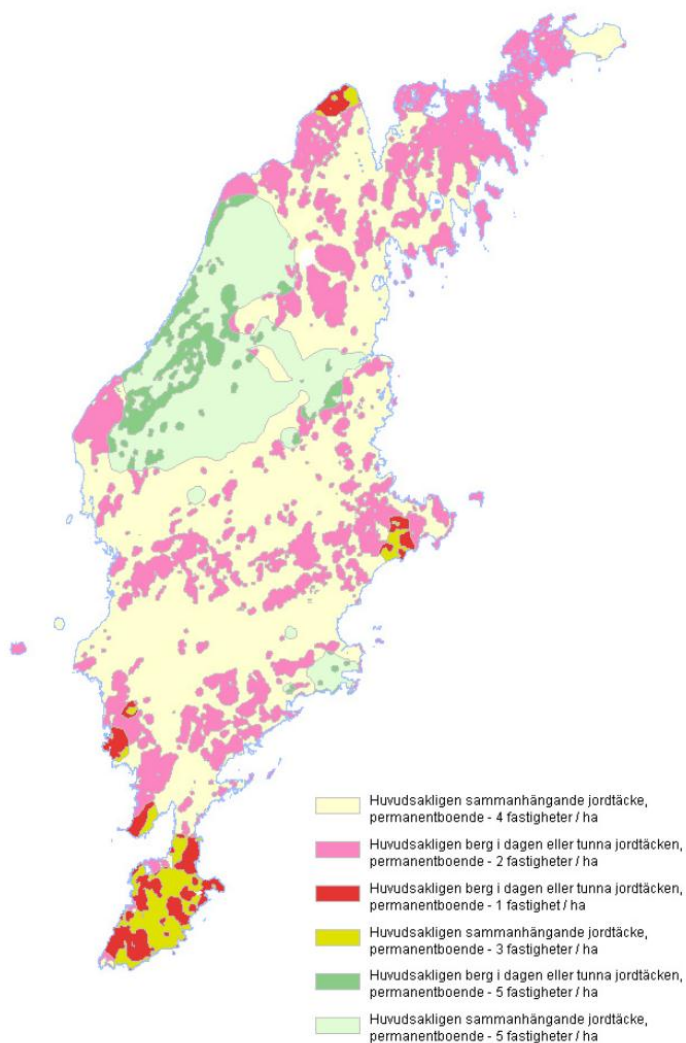 Huvudsakligen sammanhängande jordtäcke,
permanentboende - 4 fastigheter / ha
Huvudsakligen berg i dagen eller tunna jordtäcken,
permanentboende - 2 fastigheter / ha
Huvudsakligen berg i dagen eller tunna jordtäcken,
permanentboende - 1 fastighet / ha
Huvudsakligen sammanhängande jordtäcke,
permanentboende - 3 fastigheter / ha
Huvudsakligen berg i dagen eller tunna jordtäcken,
permanentboende - 5 fastigheter / ha
Huvudsakligen sammanhängande jordtäcke,
permanentboende - 5 fastigheter / ha